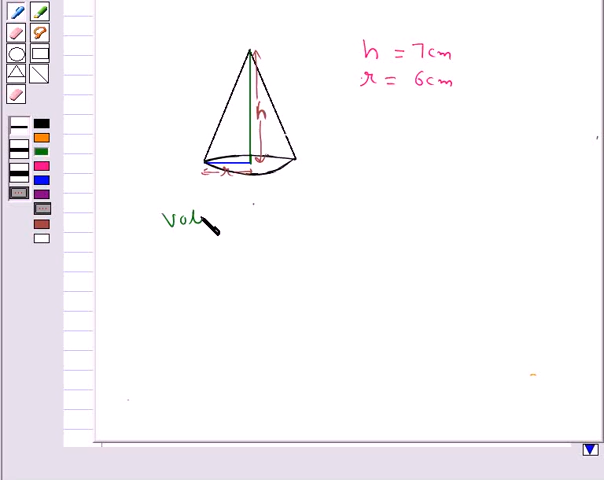 h = 7cm
r = 6cm
h
r
Vol